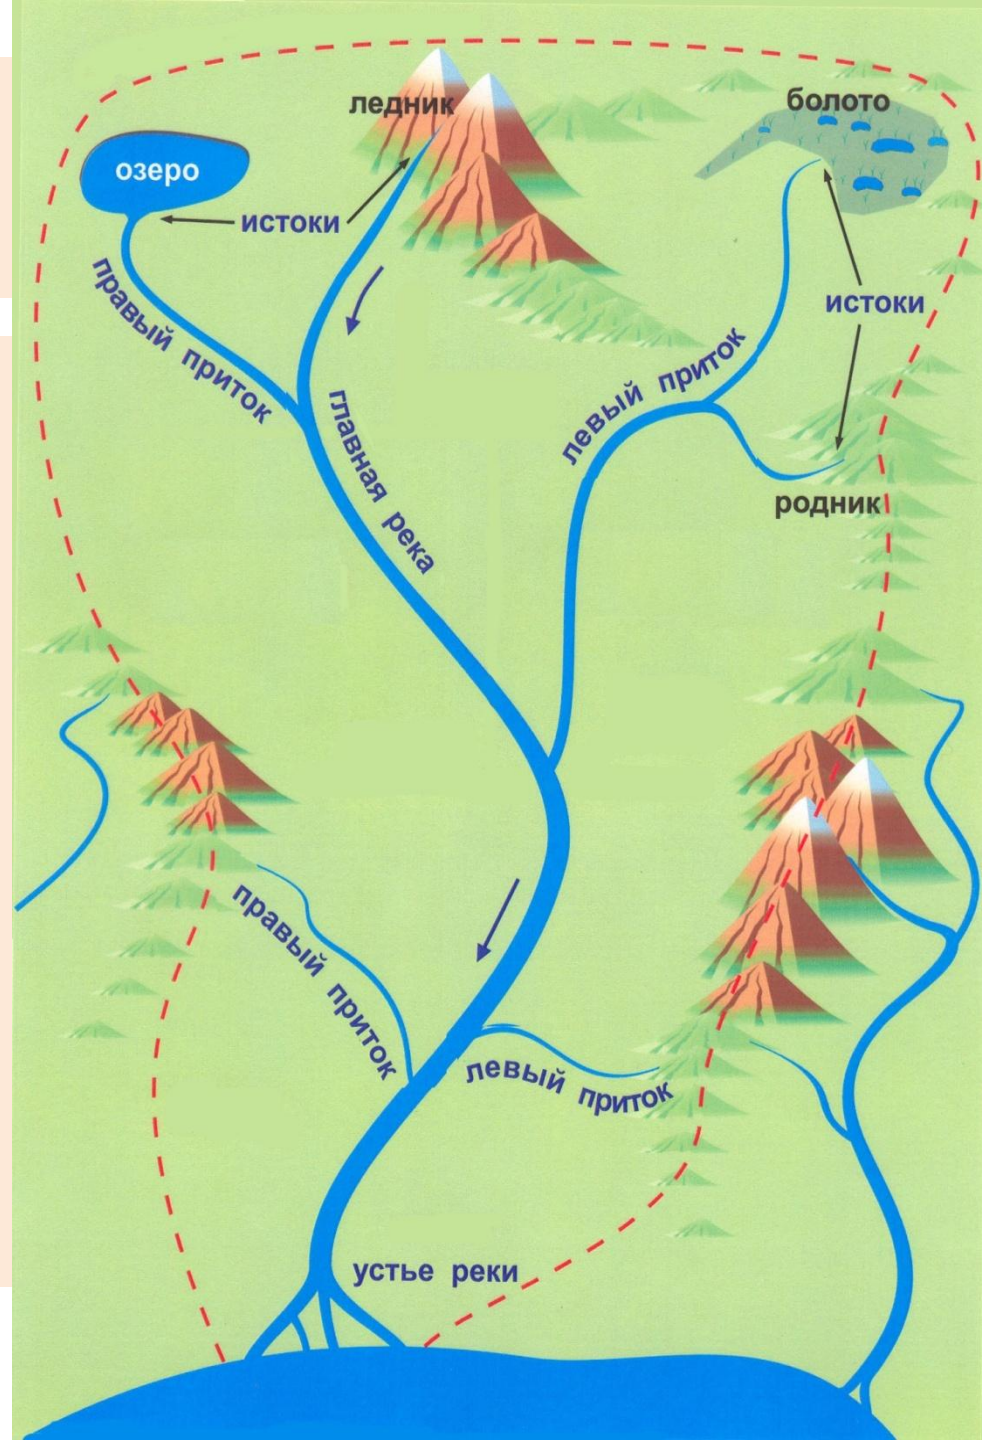 ледник
болото
озеро
истоки
правый приток
истоки
левый приток
главная река
родник
правый приток
левый приток
устье реки